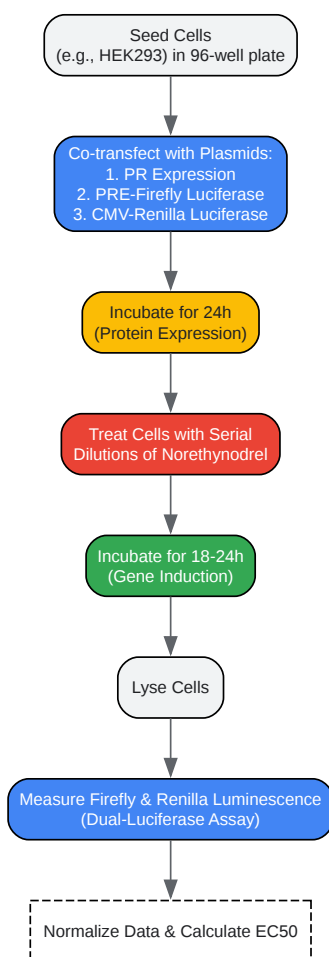 Seed Cells
(e.g., HEK293) in 96-well plate
Co-transfect with Plasmids:
1. PR Expression
2. PRE-Firefly Luciferase
3. CMV-Renilla Luciferase
Incubate for 24h
(Protein Expression)
Treat Cells with Serial
Dilutions of Norethynodrel
Incubate for 18-24h
(Gene Induction)
Lyse Cells
Measure Firefly & Renilla Luminescence
(Dual-Luciferase Assay)
Normalize Data & Calculate EC50